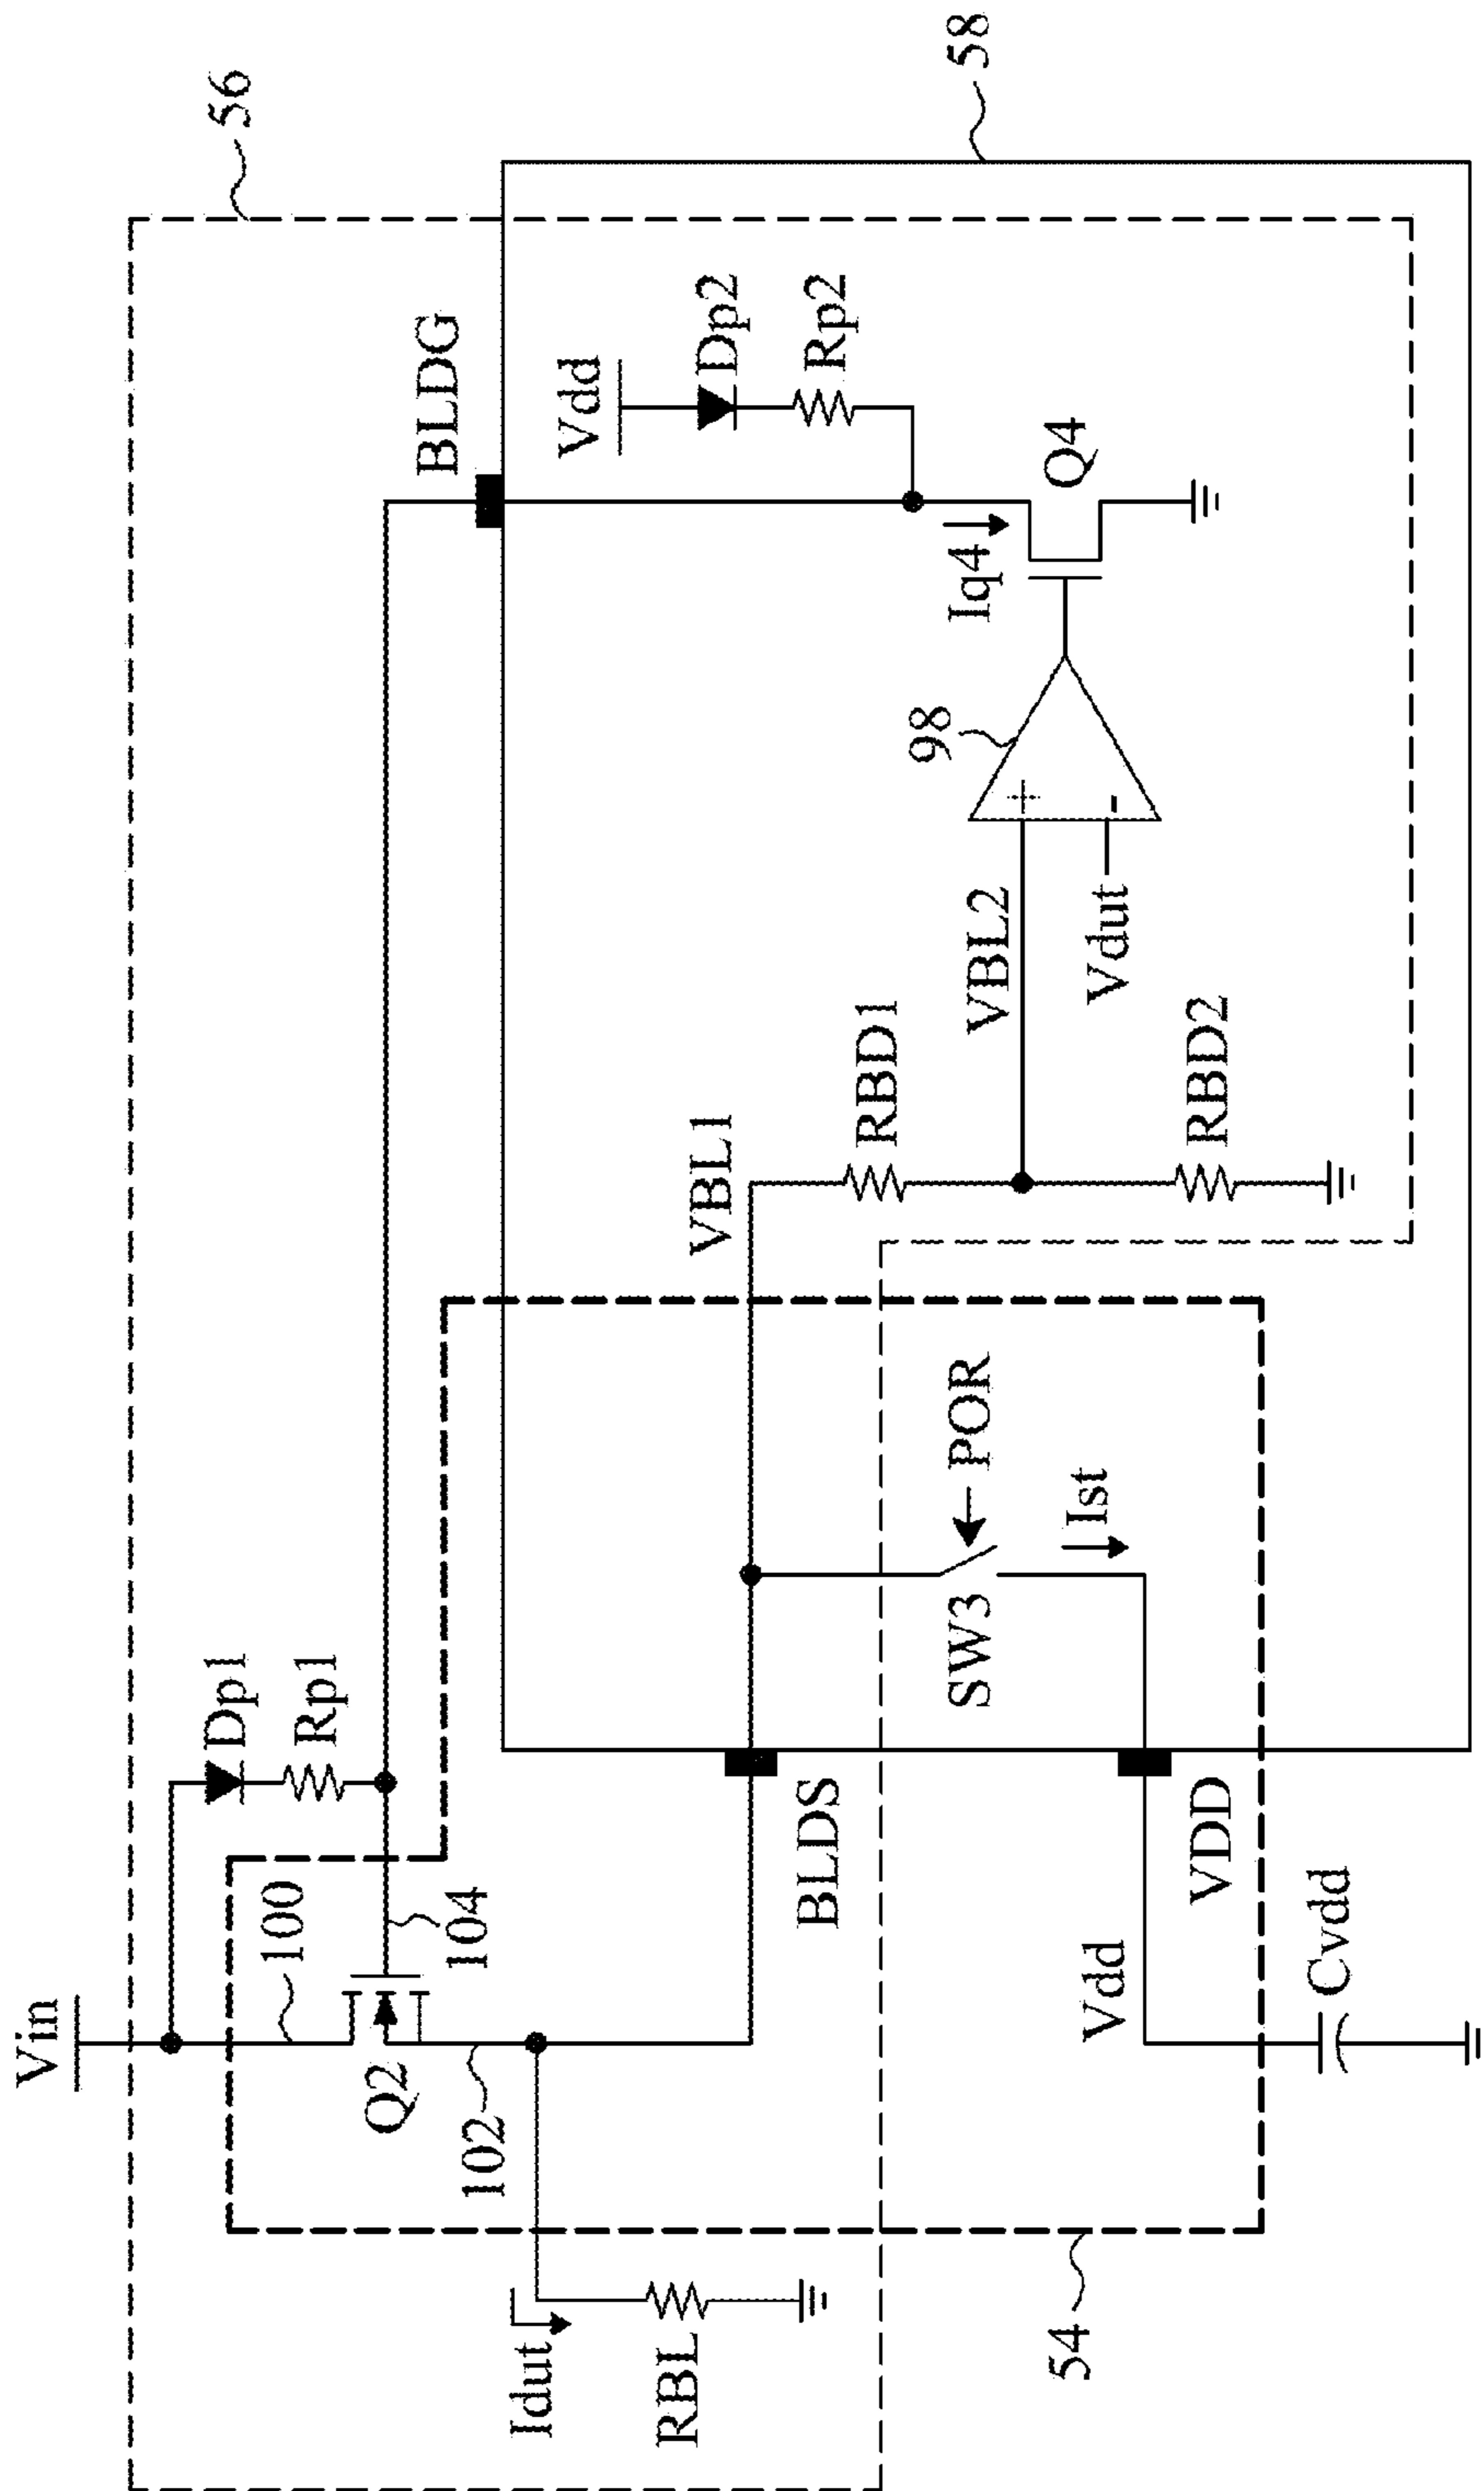 56
58
Vin
100
Dp1
Rp1
BLDG
Q2
104
102
Idut
RBL
BLDS
VBL1
Vdd
Dp2
Rp2
RBD1
VBL2
98
+
-
Vdut
Iq4
Q4
RBD2
SW3
POR
Ist
Vdd
VDD
Cvdd
54